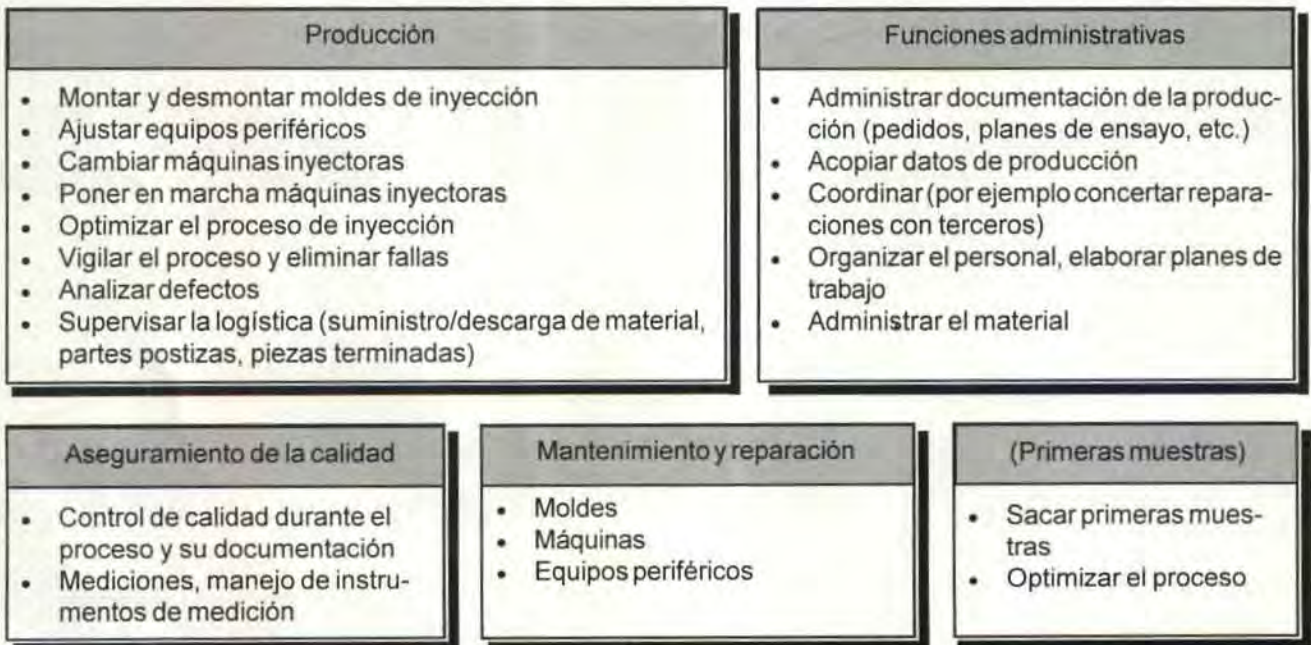 Producción
• Montar y desmontar moldes de inyección
• Ajustar equipos periféricos
• Cambiar máquinas inyectoras
• Poner en marcha máquinas inyectoras
• Optimizar el proceso de inyección
• Vigilar el proceso y eliminar fallas
• Analizar defectos
• Supervisar la logística (suministro/descarga de material,
partes postizas, piezas terminadas)
Funciones administrativas
• Administrar documentación de la produc-
ción (pedidos, planes de ensayo, etc.)
• Acopiar datos de producción
• Coordinar (por ejemplo concertar repara-
ciones con terceros)
• Organizar el personal, elaborar planes de
trabajo
• Administrar el material
Aseguramiento de la calidad
• Control de calidad durante el
proceso y su documentación
• Mediciones, manejo de instru-
mentos de medición
Mantenimiento y reparación
• Moldes
• Máquinas
• Equipos periféricos
(Primeras muestras)
• Sacar primeras mues-
tras
• Optimizar el proceso